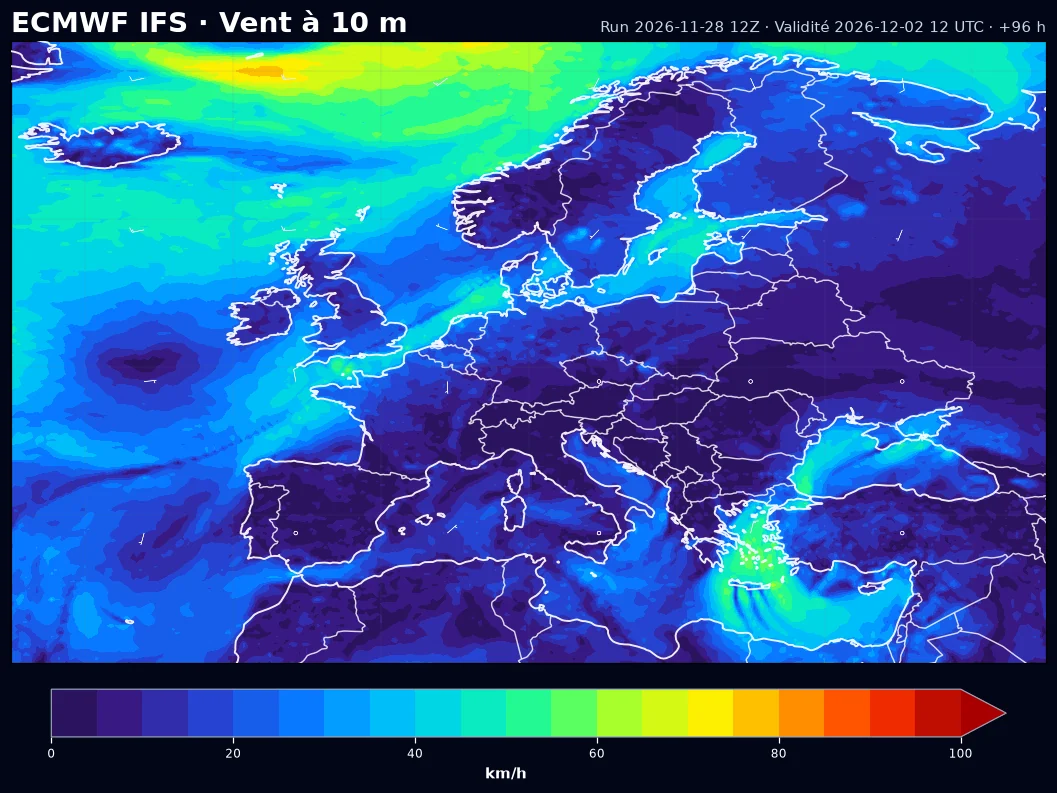 ECMWF IFS · Vent à 10 m
Run 2026-11-28 12Z · Validité 2026-12-02 12 UTC · +96 h
0 20 40 60 80 100
km/h